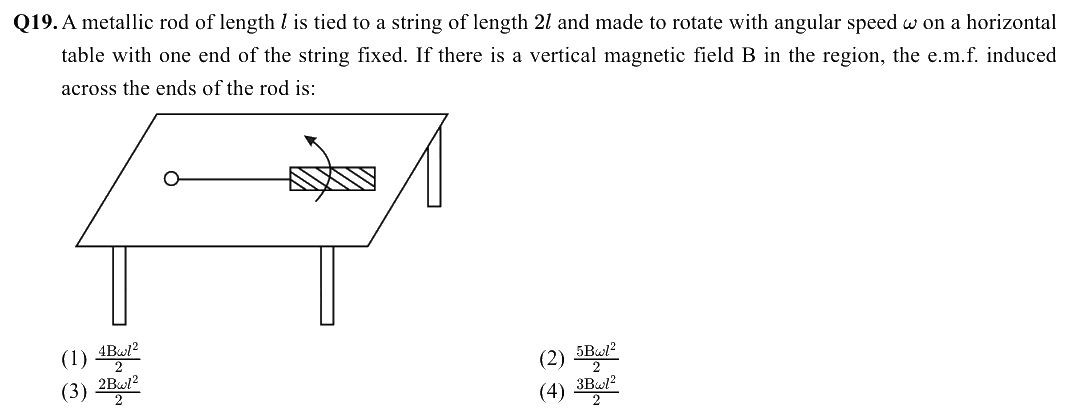 Q19. A metallic rod of length l is tied to a string of length 2l and made to rotate with angular speed ω on a horizontal
table with one end of the string fixed. If there is a vertical magnetic field B in the region, the e.m.f. induced
across the ends of the rod is:
(1) 4Bωl²/2 (2) 5Bωl²/2
(3) 2Bωl²/2 (4) 3Bωl²/2